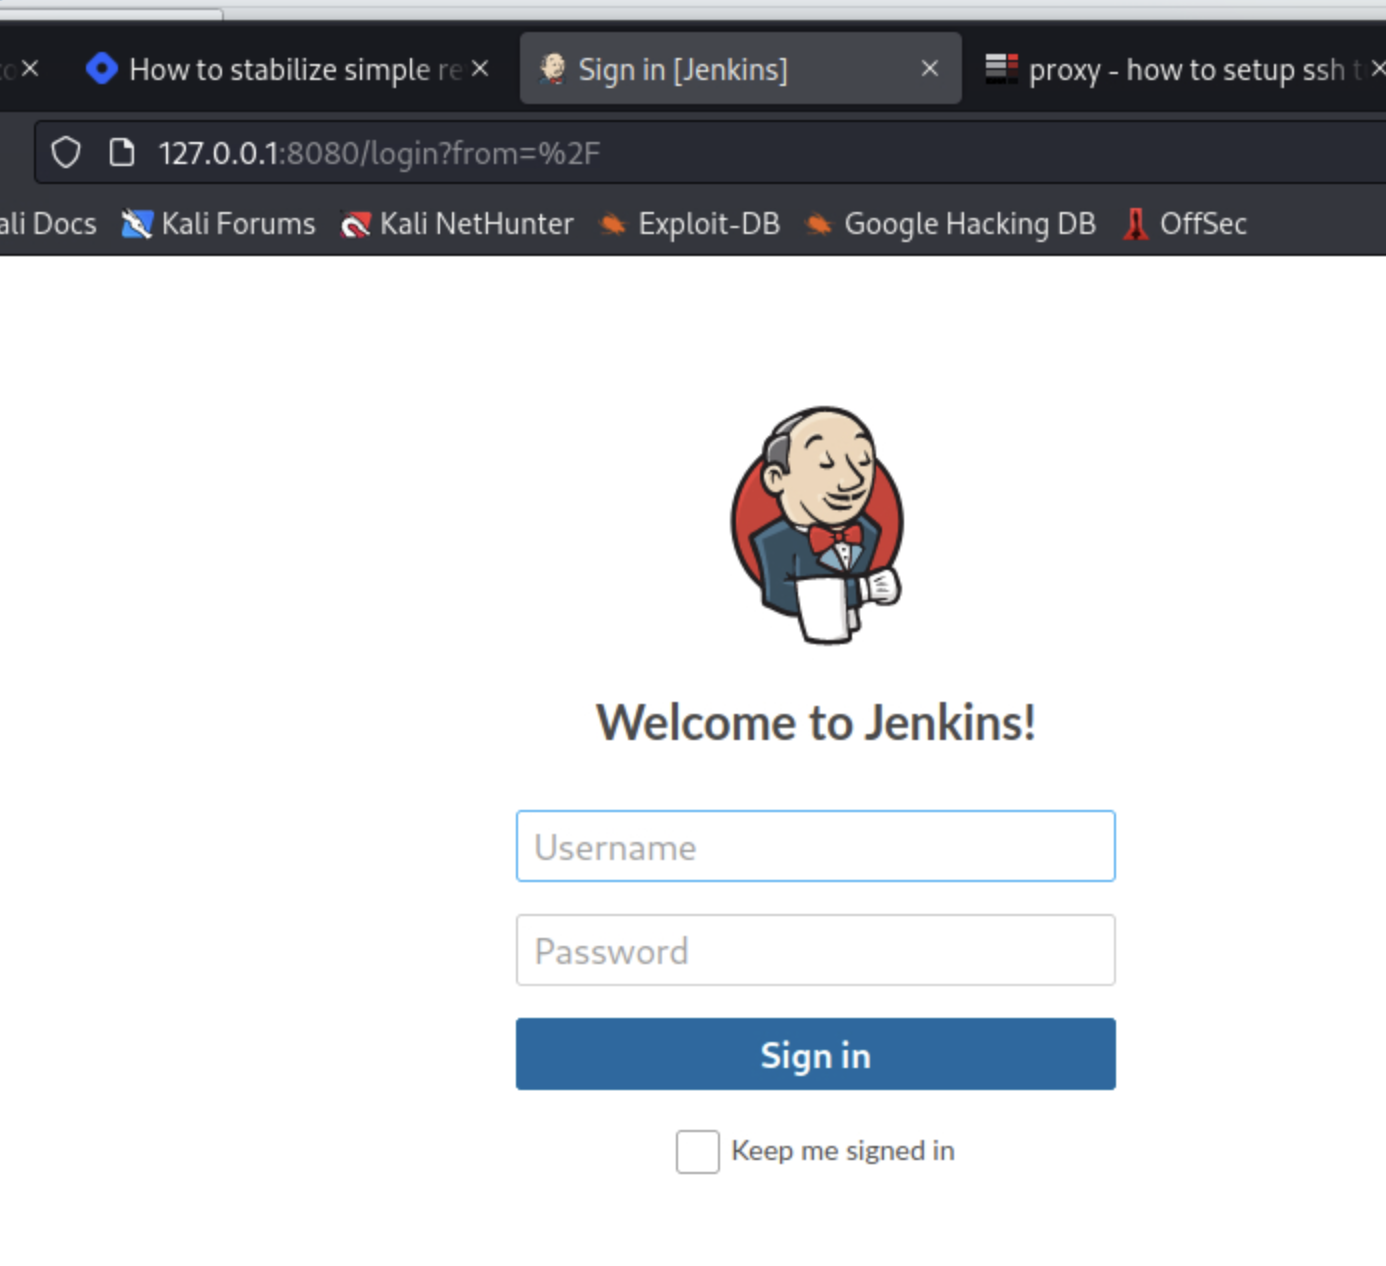 How to stabilize simple re
Sign in [Jenkins]
proxy - how to setup ssh t
127.0.0.1:8080/login?from=%2F
ali Docs
Kali Forums
Kali NetHunter
Exploit-DB
Google Hacking DB
OffSec
Welcome to Jenkins!
Username
Password
Sign in
Keep me signed in